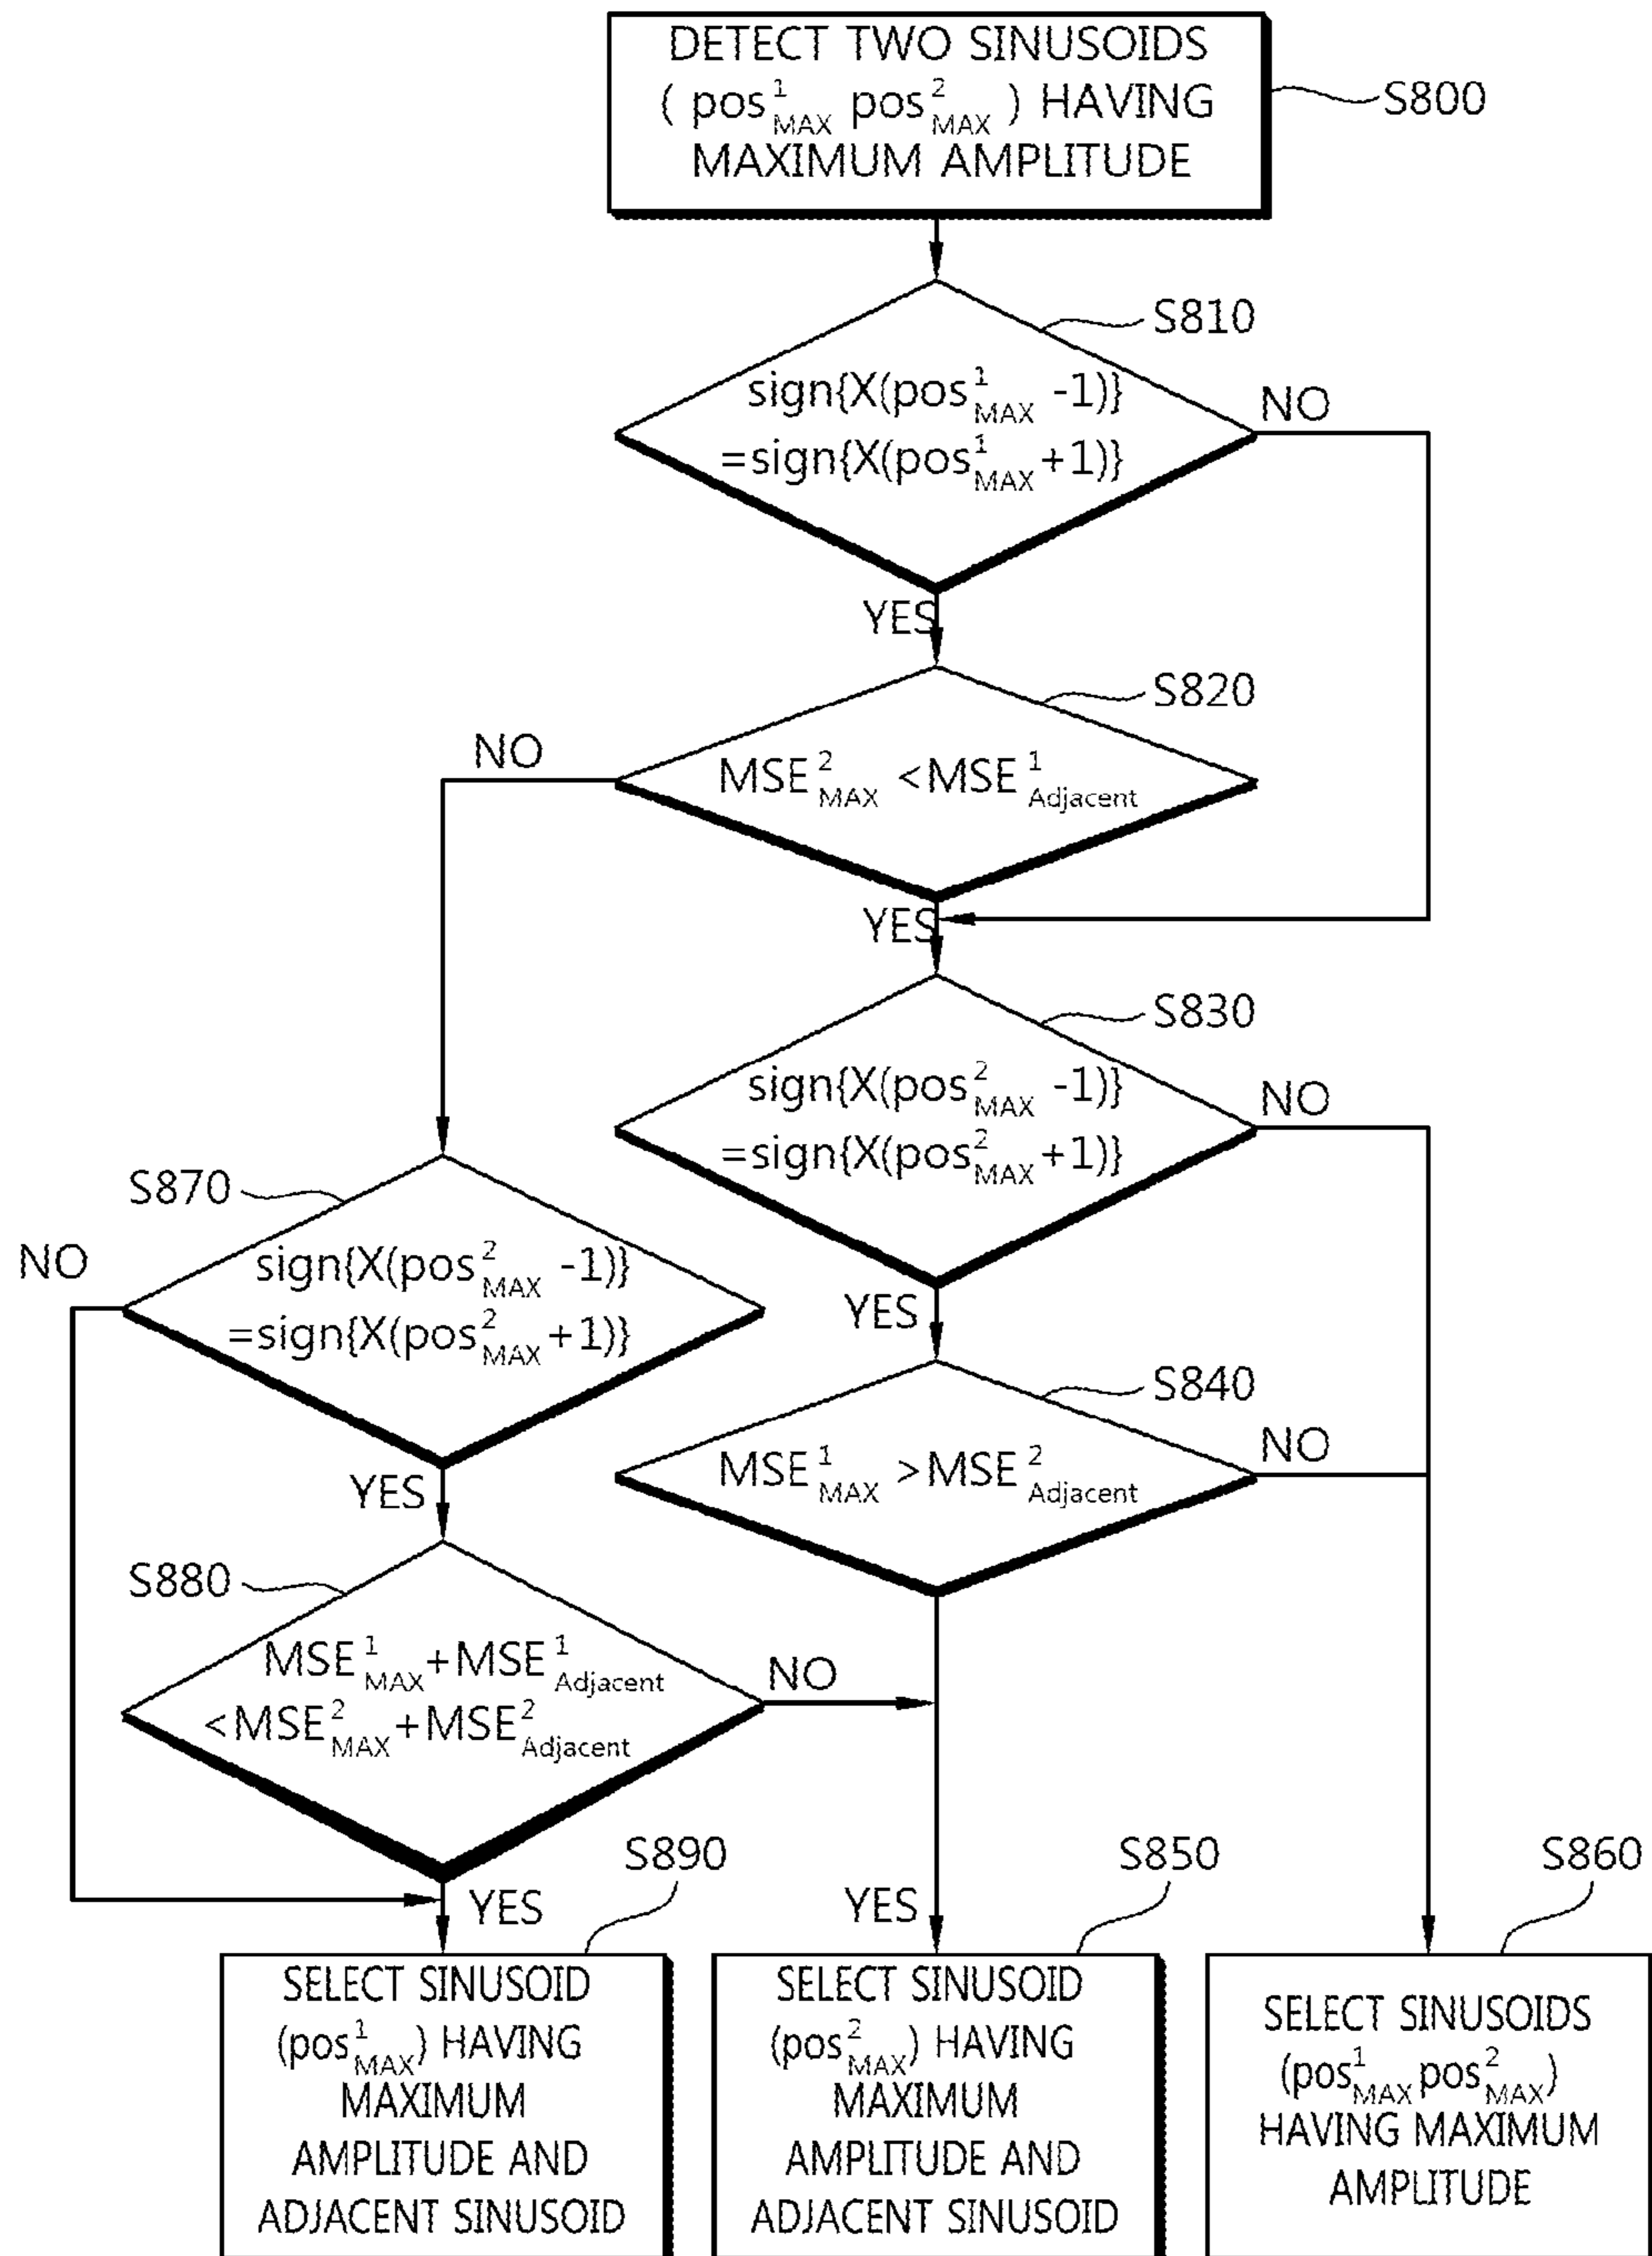 DETECT TWO SINUSOIDS
( pos¹MAX pos²MAX ) HAVING
MAXIMUM AMPLITUDE
S800
S810
sign{X(pos¹MAX -1)}
=sign{X(pos¹MAX +1)}
NO
YES
S820
NO
MSE²MAX <MSE¹Adjacent
YES
S830
sign{X(pos²MAX -1)}
=sign{X(pos²MAX +1)}
NO
YES
S870
NO
sign{X(pos²MAX -1)}
=sign{X(pos²MAX +1)}
YES
S840
MSE¹MAX >MSE²Adjacent
NO
S880
MSE¹MAX+MSE¹Adjacent
<MSE²MAX+MSE²Adjacent
NO
YES
YES
S890
S850
S860
SELECT SINUSOID
(pos¹MAX) HAVING
MAXIMUM
AMPLITUDE AND
ADJACENT SINUSOID
SELECT SINUSOID
(pos²MAX) HAVING
MAXIMUM
AMPLITUDE AND
ADJACENT SINUSOID
SELECT SINUSOIDS
(pos¹MAX pos²MAX)
HAVING MAXIMUM
AMPLITUDE